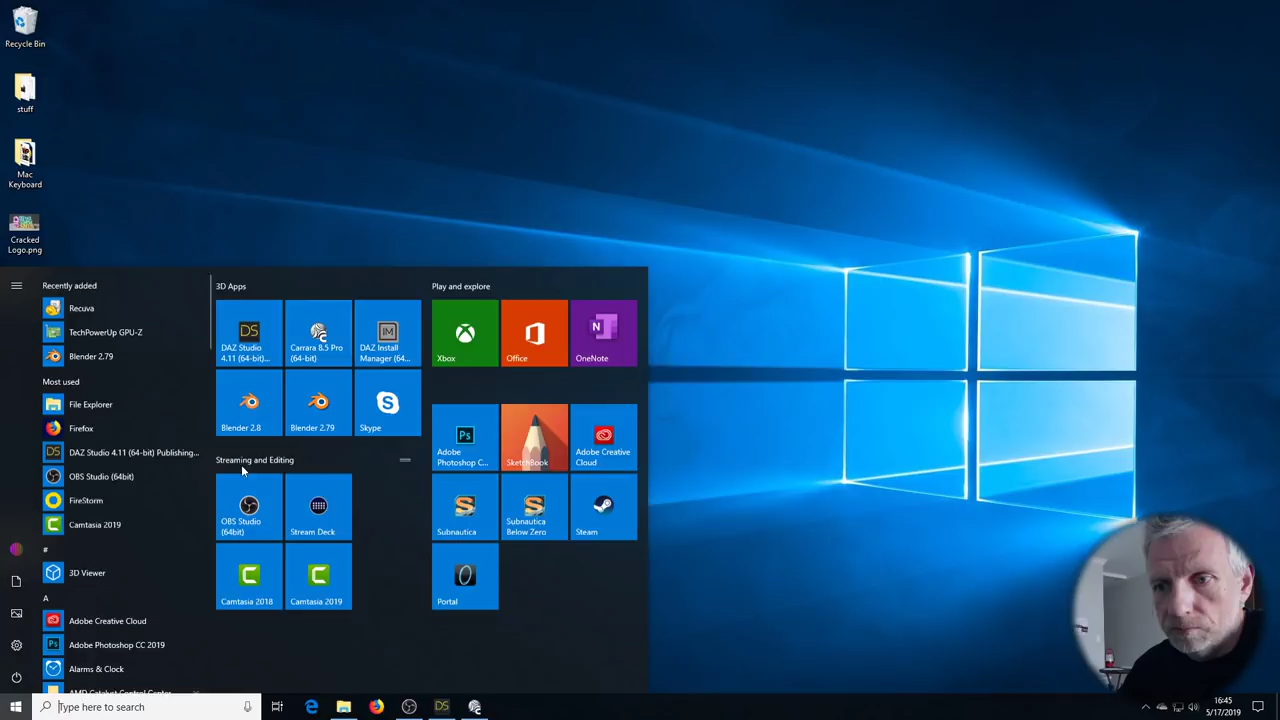 Recycle Bin
stuff
Mac
Keyboard
Cracked
Logo.png
Recently added
Recuva
TechPowerUp GPU-Z
Blender 2.79
Most used
File Explorer
Firefox
DAZ Studio 4.11 (64-bit) Publishing...
OBS Studio (64bit)
FireStorm
Camtasia 2019
#
3D Viewer
A
Adobe Creative Cloud
Adobe Photoshop CC 2019
Alarms & Clock
AMD Catalyst Control Center
3D Apps
DS
DAZ Studio
4.11 (64-bit)...
Carrara 8.5 Pro
(64-bit)
IM
DAZ Install
Manager (64...
Blender 2.8
Blender 2.79
Skype
Streaming and Editing
OBS Studio
(64bit)
Stream Deck
Camtasia 2018
Camtasia 2019
Play and explore
Xbox
Office
N
OneNote
Ps
Adobe
Photoshop C...
SketchBook
Adobe Creative
Cloud
Subnautica
Subnautica
Below Zero
Steam
Portal
Type here to search
DS
16:45
5/17/2019